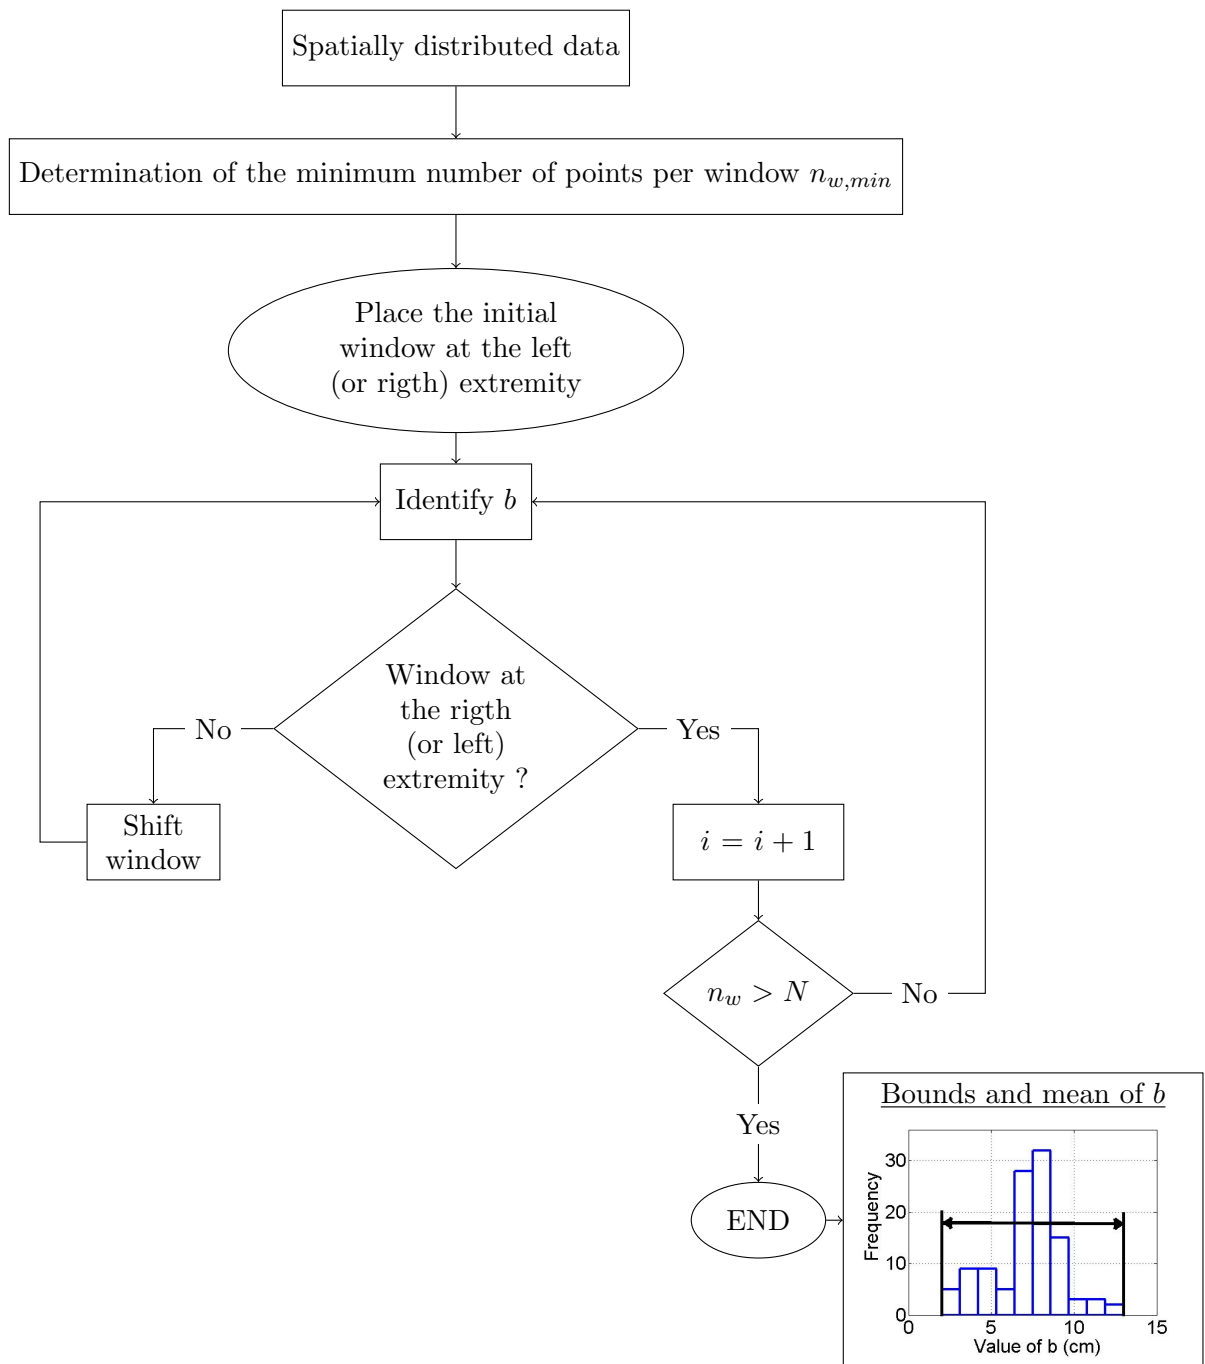 Spatially distributed data
Determination of the minimum number of points per window n_{w,min}
Place the initial
window at the left
(or rigth) extremity
Identify b
Window at
the rigth
(or left)
extremity ?
No
Yes
Shift
window
i = i + 1
n_w > N
No
Yes
END
Bounds and mean of b
Frequency
30
20
10
0
0 5 10 15
Value of b (cm)